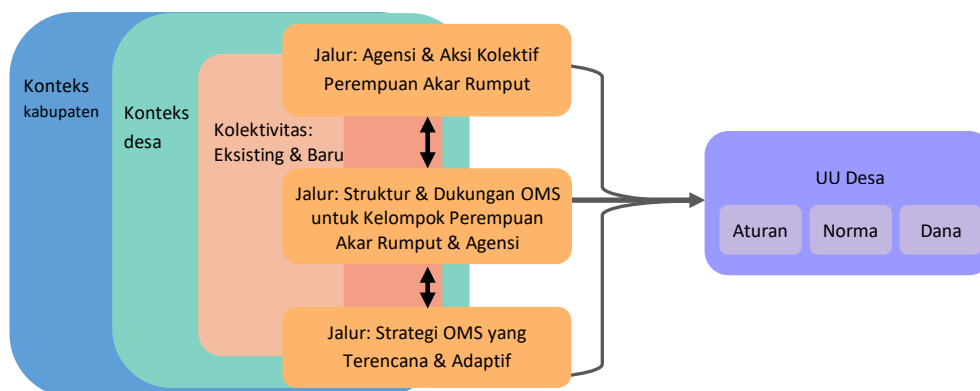 Konteks
kabupaten
Konteks
desa
Kolektivitas:
Eksisting & Baru
Jalur: Agensi & Aksi Kolektif
Perempuan Akar Rumput
Jalur: Struktur & Dukungan OMS
untuk Kelompok Perempuan
Akar Rumput & Agensi
Jalur: Strategi OMS yang
Terencana & Adaptif
UU Desa
Aturan
Norma
Dana